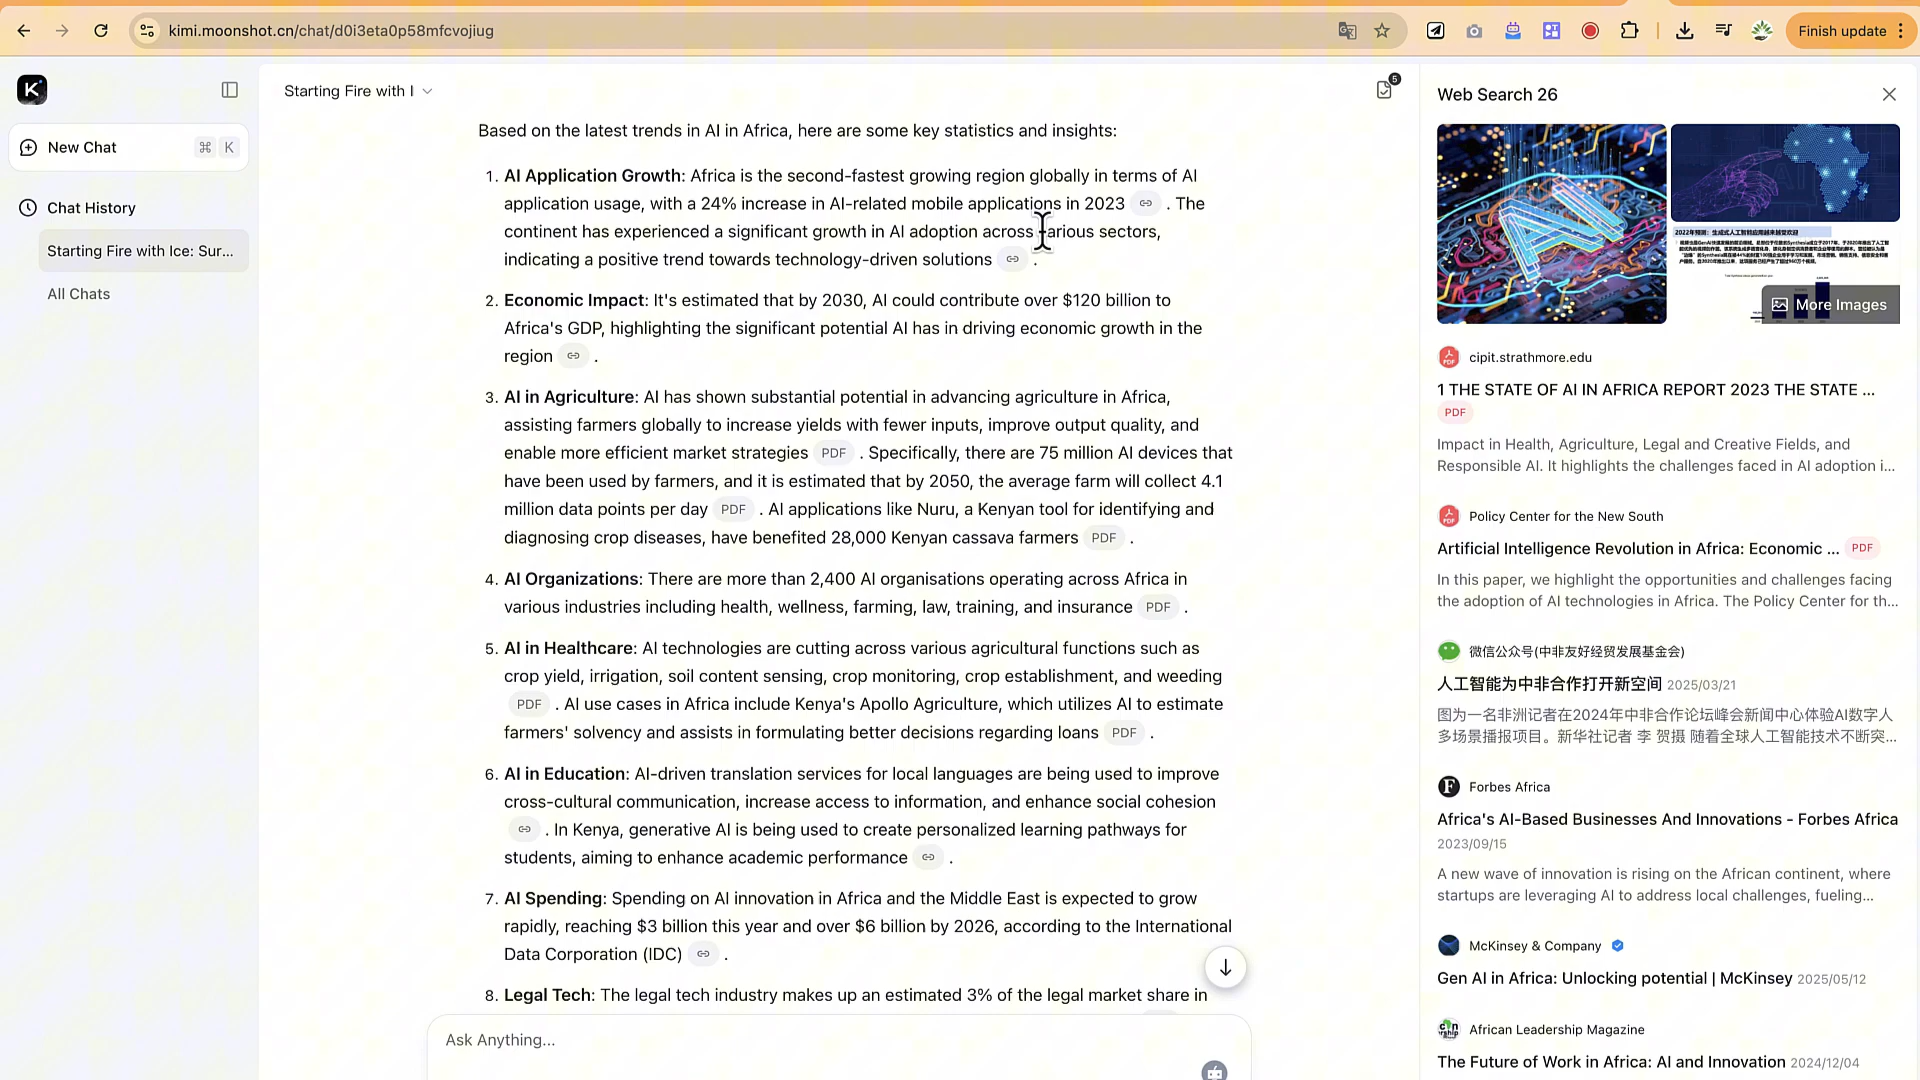 kimi.moonshot.cn/chat/d0i3eta0p58mfcvojiug
Finish update
K
New Chat
⌘ K
Chat History
Starting Fire with Ice: Sur...
All Chats
Starting Fire with I
5
Based on the latest trends in AI in Africa, here are some key statistics and insights:
1. AI Application Growth: Africa is the second-fastest growing region globally in terms of AI
application usage, with a 24% increase in AI-related mobile applications in 2023 . The
continent has experienced a significant growth in AI adoption across various sectors,
indicating a positive trend towards technology-driven solutions .
2. Economic Impact: It's estimated that by 2030, AI could contribute over $120 billion to
Africa's GDP, highlighting the significant potential AI has in driving economic growth in the
region .
3. AI in Agriculture: AI has shown substantial potential in advancing agriculture in Africa,
assisting farmers globally to increase yields with fewer inputs, improve output quality, and
enable more efficient market strategies PDF . Specifically, there are 75 million AI devices that
have been used by farmers, and it is estimated that by 2050, the average farm will collect 4.1
million data points per day PDF . AI applications like Nuru, a Kenyan tool for identifying and
diagnosing crop diseases, have benefited 28,000 Kenyan cassava farmers PDF .
4. AI Organizations: There are more than 2,400 AI organisations operating across Africa in
various industries including health, wellness, farming, law, training, and insurance PDF .
5. AI in Healthcare: AI technologies are cutting across various agricultural functions such as
crop yield, irrigation, soil content sensing, crop monitoring, crop establishment, and weeding
PDF . AI use cases in Africa include Kenya's Apollo Agriculture, which utilizes AI to estimate
farmers' solvency and assists in formulating better decisions regarding loans PDF .
6. AI in Education: AI-driven translation services for local languages are being used to improve
cross-cultural communication, increase access to information, and enhance social cohesion
. In Kenya, generative AI is being used to create personalized learning pathways for
students, aiming to enhance academic performance .
7. AI Spending: Spending on AI innovation in Africa and the Middle East is expected to grow
rapidly, reaching $3 billion this year and over $6 billion by 2026, according to the International
Data Corporation (IDC) .
8. Legal Tech: The legal tech industry makes up an estimated 3% of the legal market share in
Ask Anything...
Web Search 26
2022年预测：生成式人工智能应用越来越受欢迎
More Images
PDF cipit.strathmore.edu
1 THE STATE OF AI IN AFRICA REPORT 2023 THE STATE ...
PDF
Impact in Health, Agriculture, Legal and Creative Fields, and
Responsible AI. It highlights the challenges faced in AI adoption i...
PDF Policy Center for the New South
Artificial Intelligence Revolution in Africa: Economic ... PDF
In this paper, we highlight the opportunities and challenges facing
the adoption of AI technologies in Africa. The Policy Center for th...
微信公众号(中非友好经贸发展基金会)
人工智能为中非合作打开新空间 2025/03/21
图为一名非洲记者在2024年中非合作论坛峰会新闻中心体验AI数字人
多场景播报项目。新华社记者 李 贺摄 随着全球人工智能技术不断突...
F Forbes Africa
Africa's AI-Based Businesses And Innovations - Forbes Africa
2023/09/15
A new wave of innovation is rising on the African continent, where
startups are leveraging AI to address local challenges, fueling...
McKinsey & Company
Gen AI in Africa: Unlocking potential | McKinsey 2025/05/12
African Leadership Magazine
The Future of Work in Africa: AI and Innovation 2024/12/04